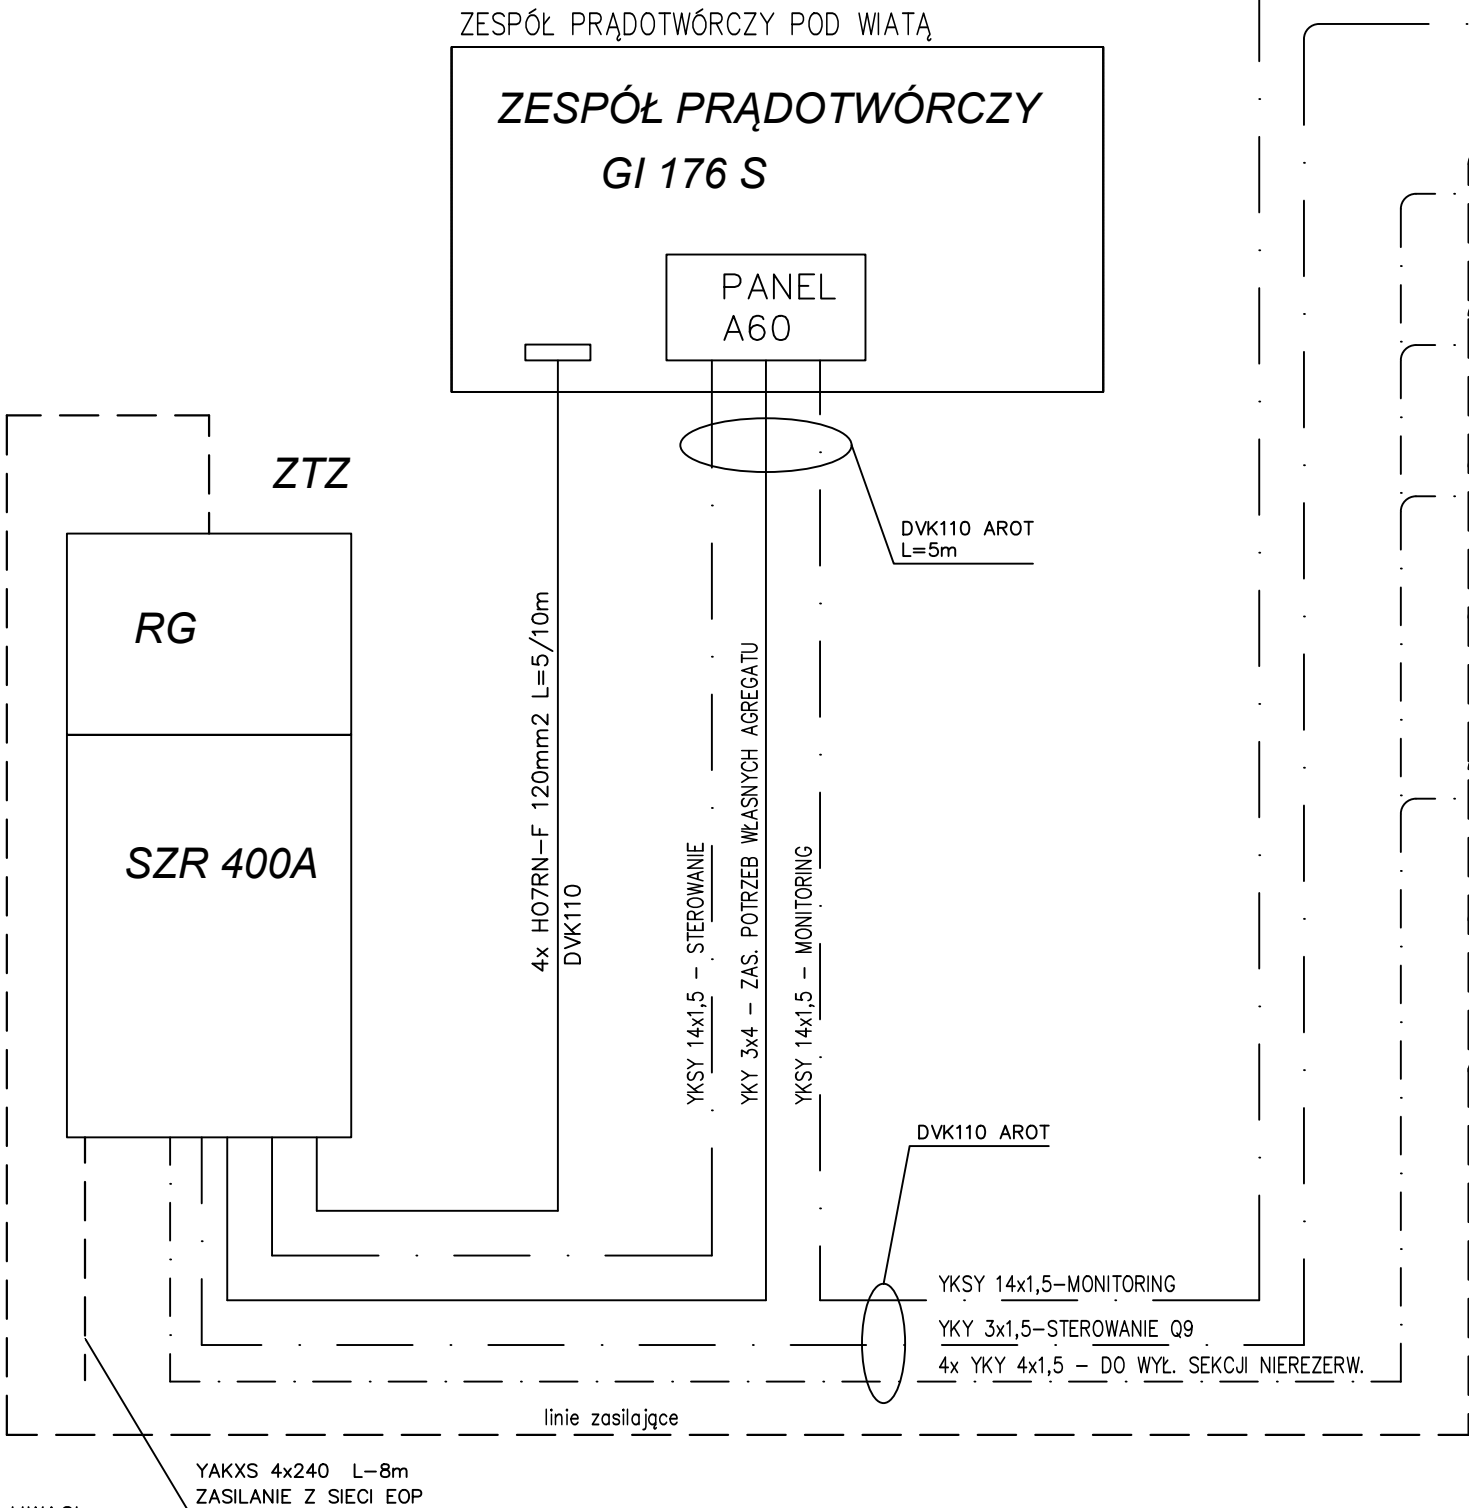 ZESPÓŁ PRĄDOTWÓRCZY POD WIATĄ
ZESPÓŁ PRĄDOTWÓRCZY
GI 176 S
PANEL
A60
ZTZ
DVK110 AROT
L=5m
RG
SZR 400A
4x HO7RN-F 120mm2 L=5/10m
DVK110
YKSY 14x1,5 - STEROWANIE
YKY 3x4 - ZAS. POTRZEB WŁASNYCH AGREGATU
YKSY 14x1,5 - MONITORING
DVK110 AROT
YKSY 14x1,5-MONITORING
YKY 3x1,5-STEROWANIE Q9
4x YKY 4x1,5 - DO WYŁ. SEKCJI NIEREZERW.
linie zasilające
YAKXS 4x240 L-8m
ZASILANIE Z SIECI EOP